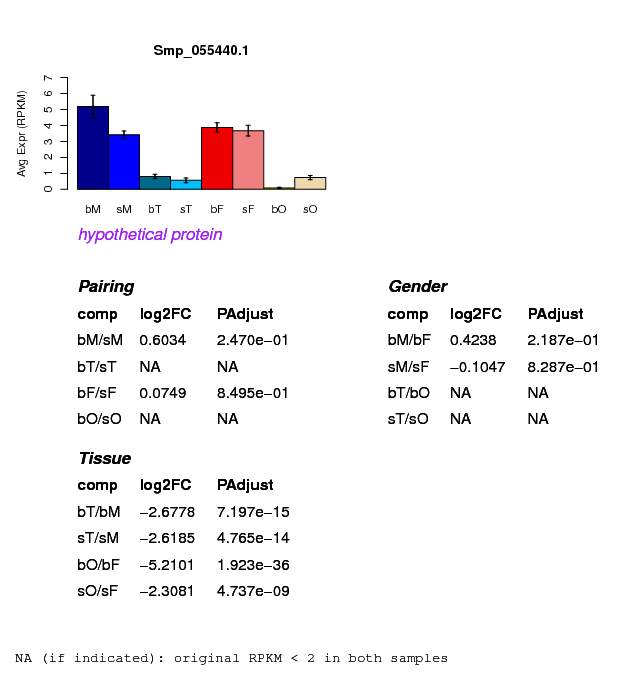 Smp_055440.1
Avg Expr (RPKM)
0 1 2 3 4 5 6 7
bM sM bT sT bF sF bO sO
hypothetical protein
Pairing
comp log2FC PAdjust
bM/sM 0.6034 2.470e−01
bT/sT NA NA
bF/sF 0.0749 8.495e−01
bO/sO NA NA
Gender
comp log2FC PAdjust
bM/bF 0.4238 2.187e−01
sM/sF −0.1047 8.287e−01
bT/bO NA NA
sT/sO NA NA
Tissue
comp log2FC PAdjust
bT/bM −2.6778 7.197e−15
sT/sM −2.6185 4.765e−14
bO/bF −5.2101 1.923e−36
sO/sF −2.3081 4.737e−09
NA (if indicated): original RPKM < 2 in both samples